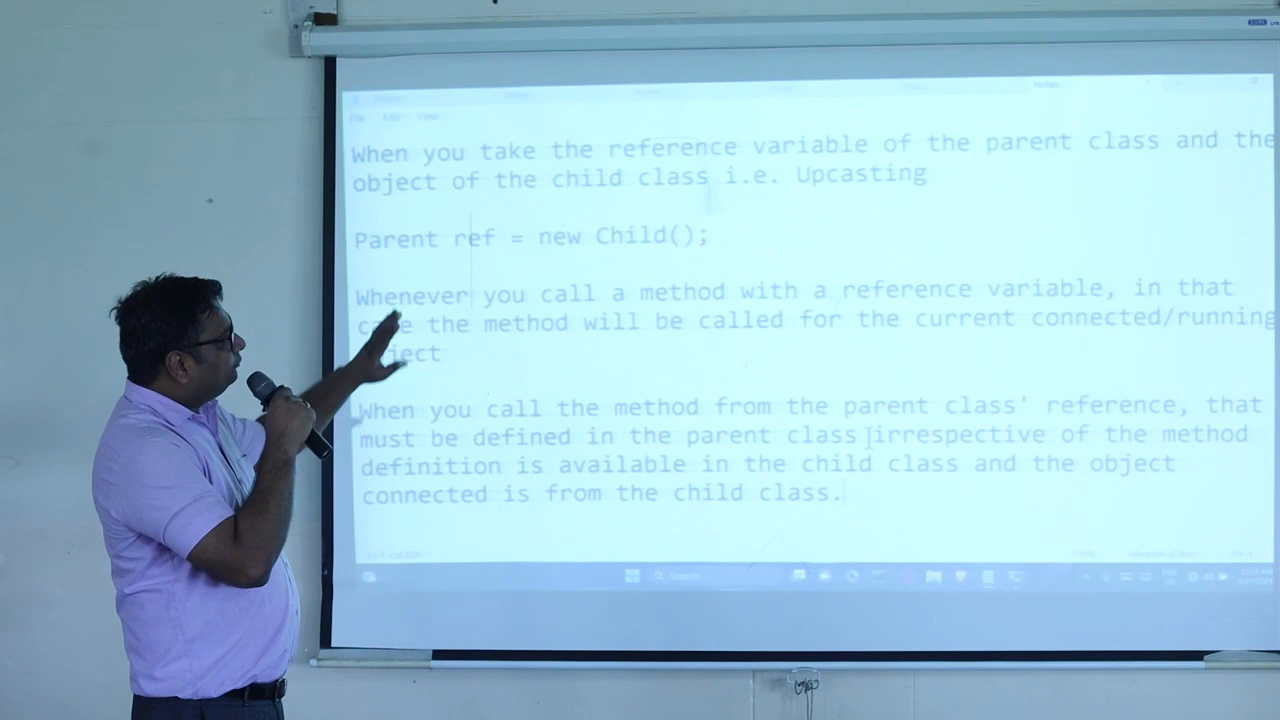 File Edit View
When you take the reference variable of the parent class and the
object of the child class i.e. Upcasting
Parent ref = new Child();
Whenever you call a method with a reference variable, in that
the method will be called for the current connected/running
When you call the method from the parent class' reference, that
must be defined in the parent class irrespective of the method
definition is available in the child class and the object
connected is from the child class.
Search